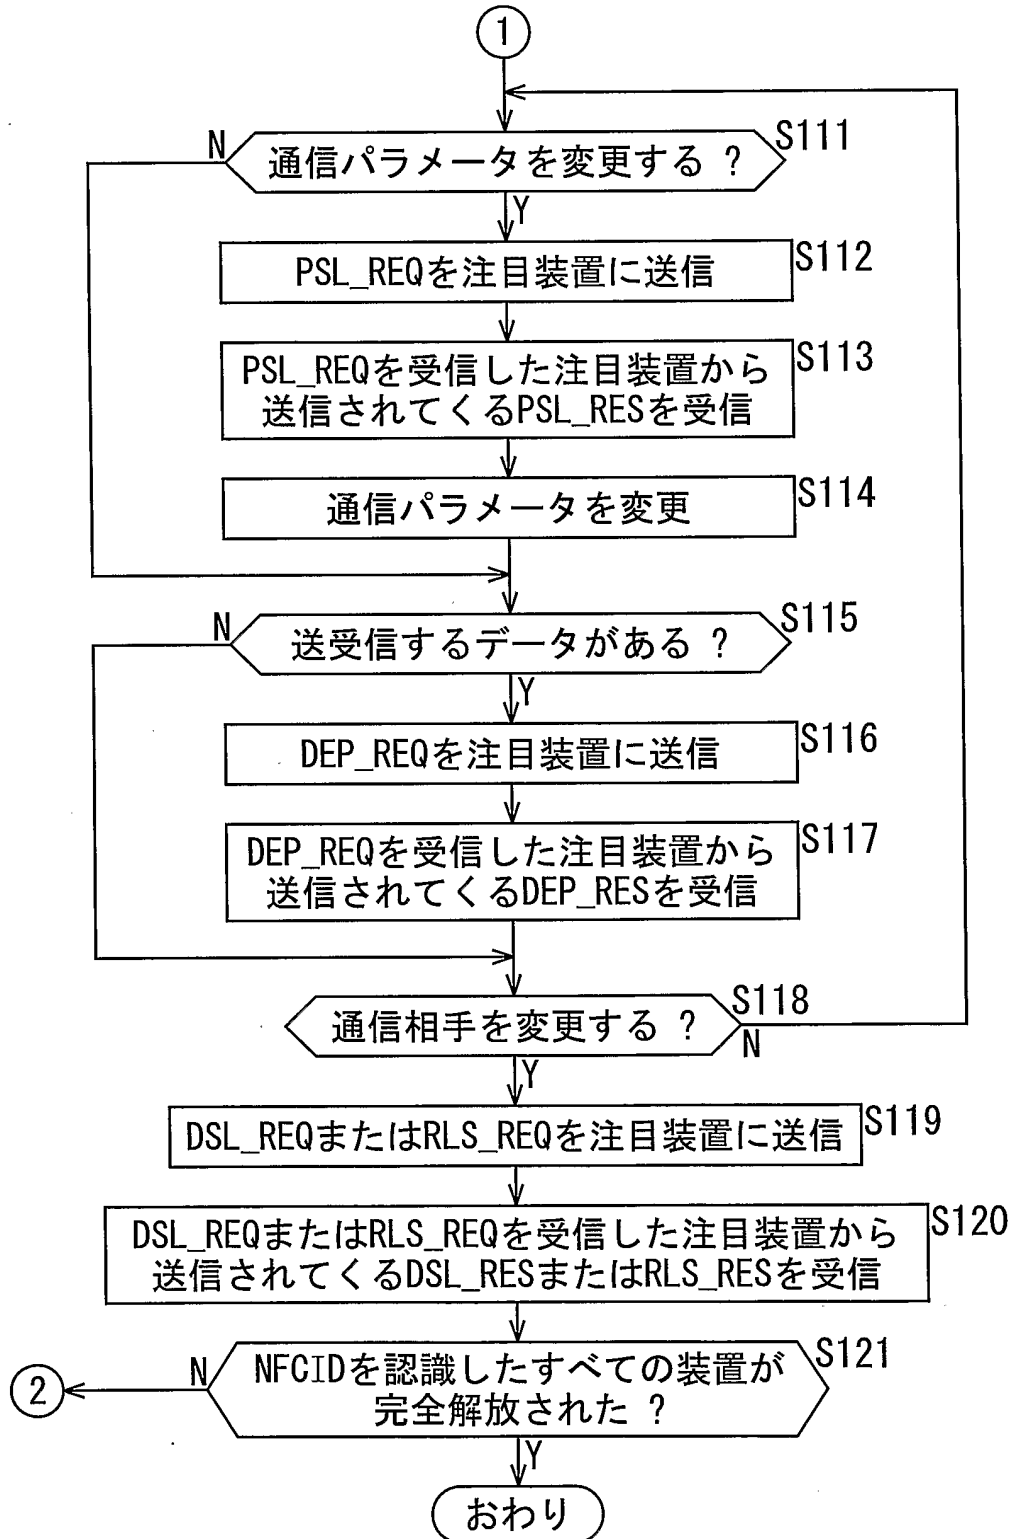 1
N
通信パラメータを変更する ?
S111
Y
PSL_REQを注目装置に送信
S112
PSL_REQを受信した注目装置から
送信されてくるPSL_RESを受信
S113
通信パラメータを変更
S114
N
送受信するデータがある ?
S115
Y
DEP_REQを注目装置に送信
S116
DEP_REQを受信した注目装置から
送信されてくるDEP_RESを受信
S117
通信相手を変更する ?
S118
N
Y
DSL_REQまたはRLS_REQを注目装置に送信
S119
DSL_REQまたはRLS_REQを受信した注目装置から
送信されてくるDSL_RESまたはRLS_RESを受信
S120
2
N
NFCIDを認識したすべての装置が
完全解放された ?
S121
Y
おわり